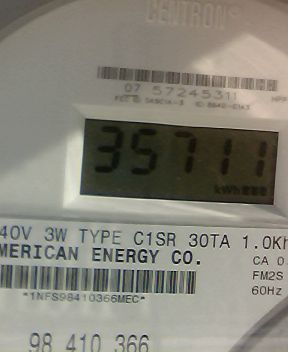 CENTRON®
07 57245311
35711
kWh
40V 3W TYPE C1SR 30TA 1.0Kh
MERICAN ENERGY CO.
CA 0.
FM2S
*1NFS98410366MEC*
60Hz
98 410 366